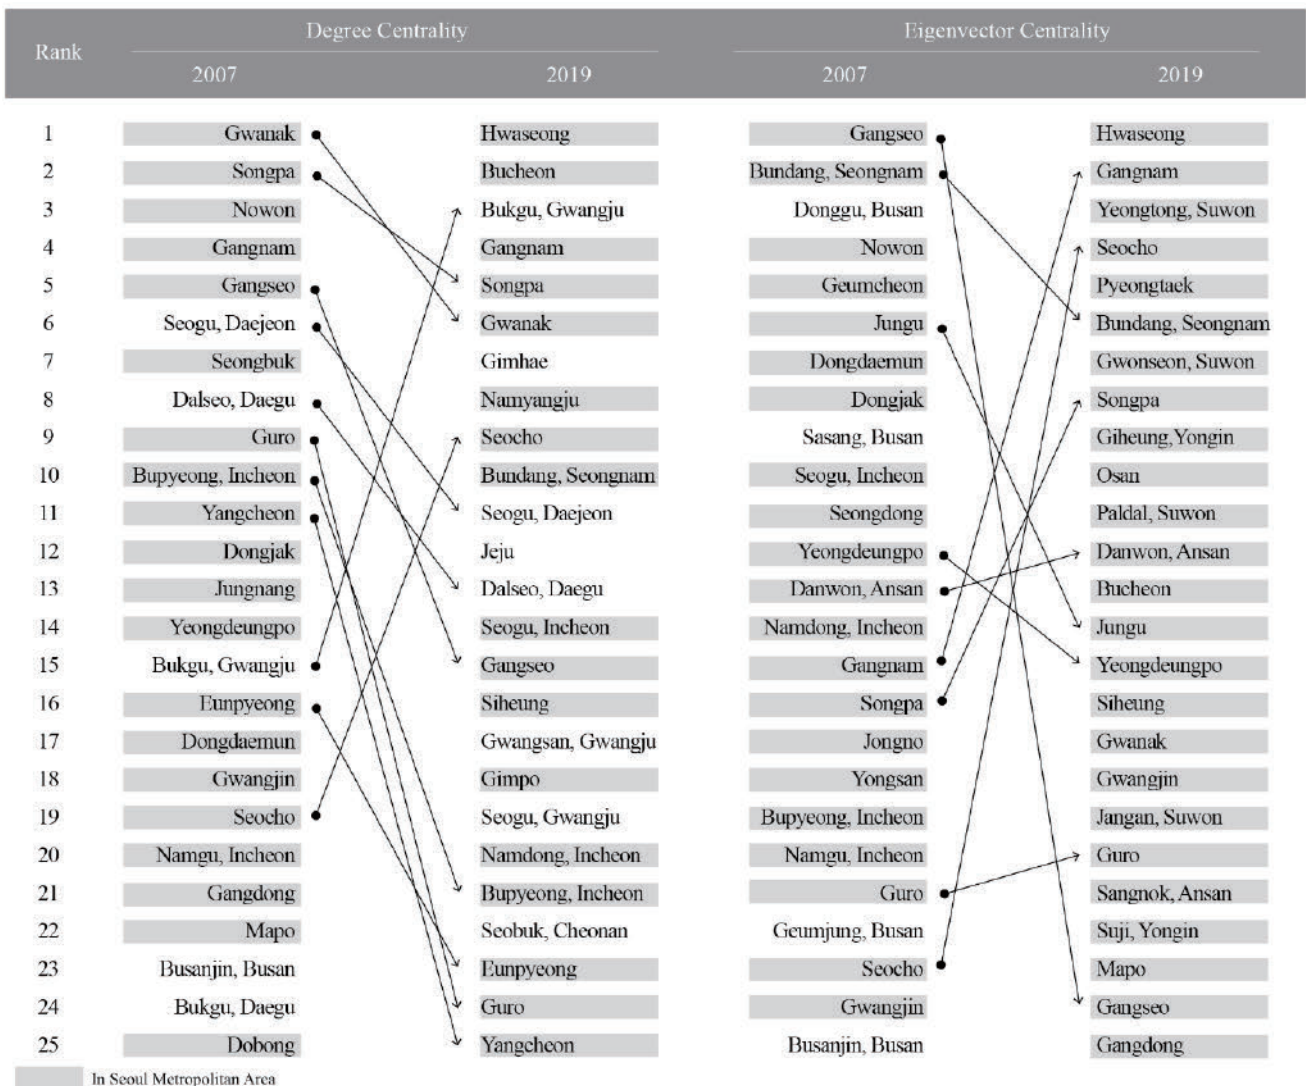 Rank Degree Centrality Eigenvector Centrality
2007 2019 2007 2019
1 Gwanak Hwaseong Gangseo Hwaseong
2 Songpa Bucheon Bundang, Seongnam Gangnam
3 Nowon Bukgu, Gwangju Donggu, Busan Yeongtong, Suwon
4 Gangnam Gangnam Nowon Seocho
5 Gangseo Songpa Geumcheon Pyeongtaek
6 Seogu, Daejeon Gwanak Jungu Bundang, Seongnam
7 Seongbuk Gimhae Dongdaemun Gwonseon, Suwon
8 Dalseo, Daegu Namyangju Dongjak Songpa
9 Guro Seocho Sasang, Busan Giheung,Yongin
10 Bupyeong, Incheon Bundang, Seongnam Seogu, Incheon Osan
11 Yangcheon Seogu, Daejeon Seongdong Paldal, Suwon
12 Dongjak Jeju Yeongdeungpo Danwon, Ansan
13 Jungnang Dalseo, Daegu Danwon, Ansan Bucheon
14 Yeongdeungpo Seogu, Incheon Namdong, Incheon Jungu
15 Bukgu, Gwangju Gangseo Gangnam Yeongdeungpo
16 Eunpyeong Siheung Songpa Siheung
17 Dongdaemun Gwangsan, Gwangju Jongno Gwanak
18 Gwangjin Gimpo Yongsan Gwangjin
19 Seocho Seogu, Gwangju Bupyeong, Incheon Jangan, Suwon
20 Namgu, Incheon Namdong, Incheon Namgu, Incheon Guro
21 Gangdong Bupyeong, Incheon Guro Sangnok, Ansan
22 Mapo Seobuk, Cheonan Geumjung, Busan Suji, Yongin
23 Busanjin, Busan Eunpyeong Seocho Mapo
24 Bukgu, Daegu Guro Gwangjin Gangseo
25 Dobong Yangcheon Busanjin, Busan Gangdong
In Seoul Metropolitan Area